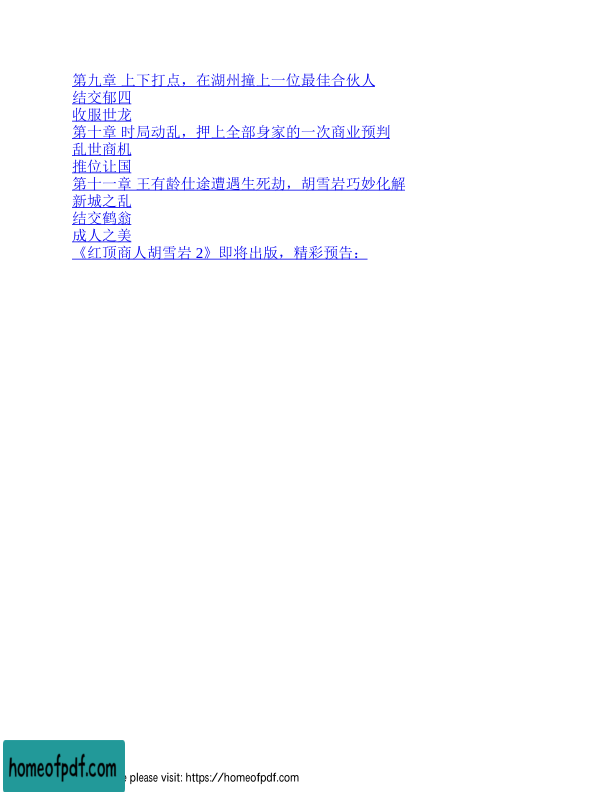 第九章 上下打点，在湖州撞上一位最佳合伙人
结交郁四
收服世龙
第十章 时局动乱，押上全部身家的一次商业预判
乱世商机
推位让国
第十一章 王有龄仕途遭遇生死劫，胡雪岩巧妙化解
新城之乱
结交鹤翁
成人之美
《红顶商人胡雪岩 2》即将出版，精彩预告：
homeofpdf.com
please visit: https://homeofpdf.com